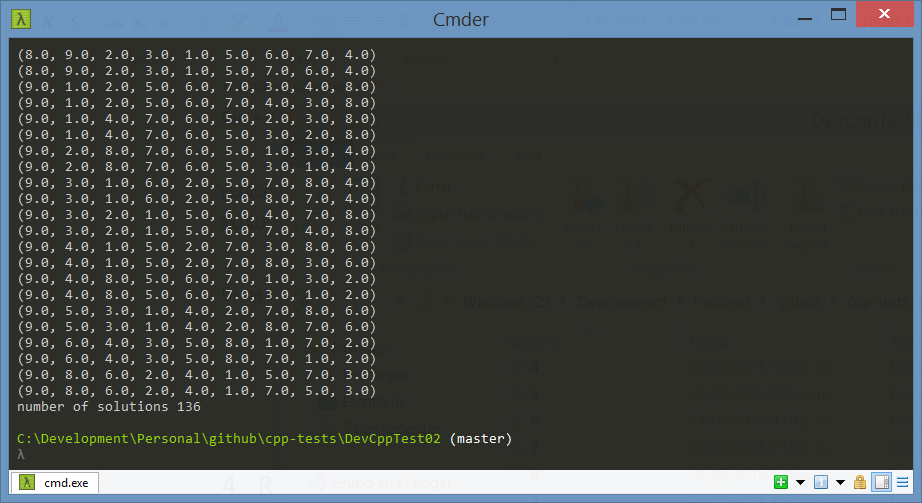 Cmder
(8.0, 9.0, 2.0, 3.0, 1.0, 5.0, 6.0, 7.0, 4.0)
(8.0, 9.0, 2.0, 3.0, 1.0, 5.0, 7.0, 6.0, 4.0)
(9.0, 1.0, 2.0, 5.0, 6.0, 7.0, 3.0, 4.0, 8.0)
(9.0, 1.0, 2.0, 5.0, 6.0, 7.0, 4.0, 3.0, 8.0)
(9.0, 1.0, 4.0, 7.0, 6.0, 5.0, 2.0, 3.0, 8.0)
(9.0, 1.0, 4.0, 7.0, 6.0, 5.0, 3.0, 2.0, 8.0)
(9.0, 2.0, 8.0, 7.0, 6.0, 5.0, 1.0, 3.0, 4.0)
(9.0, 2.0, 8.0, 7.0, 6.0, 5.0, 3.0, 1.0, 4.0)
(9.0, 3.0, 1.0, 6.0, 2.0, 5.0, 7.0, 8.0, 4.0)
(9.0, 3.0, 1.0, 6.0, 2.0, 5.0, 8.0, 7.0, 4.0)
(9.0, 3.0, 2.0, 1.0, 5.0, 6.0, 4.0, 7.0, 8.0)
(9.0, 3.0, 2.0, 1.0, 5.0, 6.0, 7.0, 4.0, 8.0)
(9.0, 4.0, 1.0, 5.0, 2.0, 7.0, 3.0, 8.0, 6.0)
(9.0, 4.0, 1.0, 5.0, 2.0, 7.0, 8.0, 3.0, 6.0)
(9.0, 4.0, 8.0, 5.0, 6.0, 7.0, 1.0, 3.0, 2.0)
(9.0, 4.0, 8.0, 5.0, 6.0, 7.0, 3.0, 1.0, 2.0)
(9.0, 5.0, 3.0, 1.0, 4.0, 2.0, 7.0, 8.0, 6.0)
(9.0, 5.0, 3.0, 1.0, 4.0, 2.0, 8.0, 7.0, 6.0)
(9.0, 6.0, 4.0, 3.0, 5.0, 8.0, 1.0, 7.0, 2.0)
(9.0, 6.0, 4.0, 3.0, 5.0, 8.0, 7.0, 1.0, 2.0)
(9.0, 8.0, 6.0, 2.0, 4.0, 1.0, 5.0, 7.0, 3.0)
(9.0, 8.0, 6.0, 2.0, 4.0, 1.0, 7.0, 5.0, 3.0)
number of solutions 136
C:\Development\Personal\github\cpp-tests\DevCppTest02 (master)
λ
λ cmd.exe